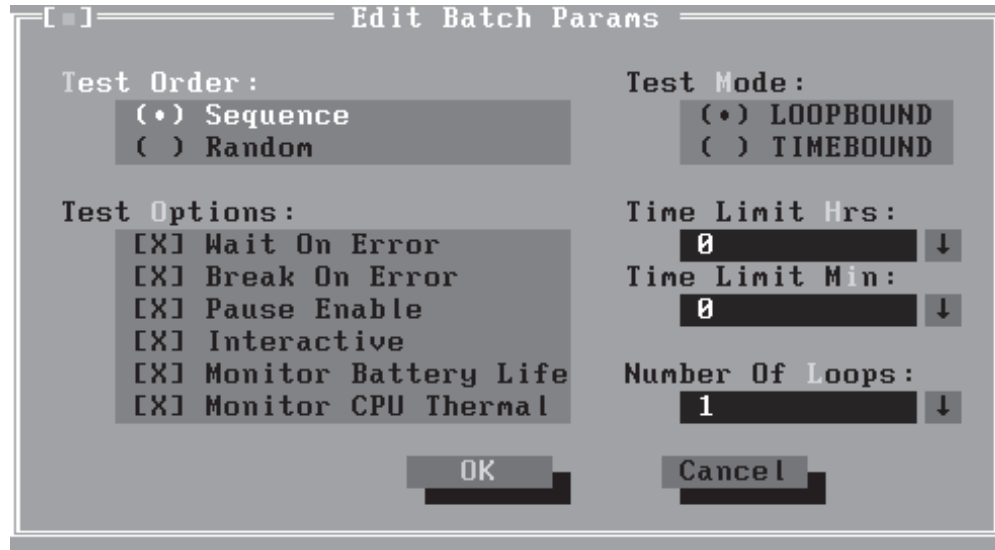 [■] Edit Batch Params
Test Order:
(•) Sequence
( ) Random
Test Mode:
(•) LOOPBOUND
( ) TIMEBOUND
Test Options:
[X] Wait On Error
[X] Break On Error
[X] Pause Enable
[X] Interactive
[X] Monitor Battery Life
[X] Monitor CPU Thermal
Time Limit Hrs:
0 ↓
Time Limit Min:
0 ↓
Number Of Loops:
1 ↓
OK Cancel